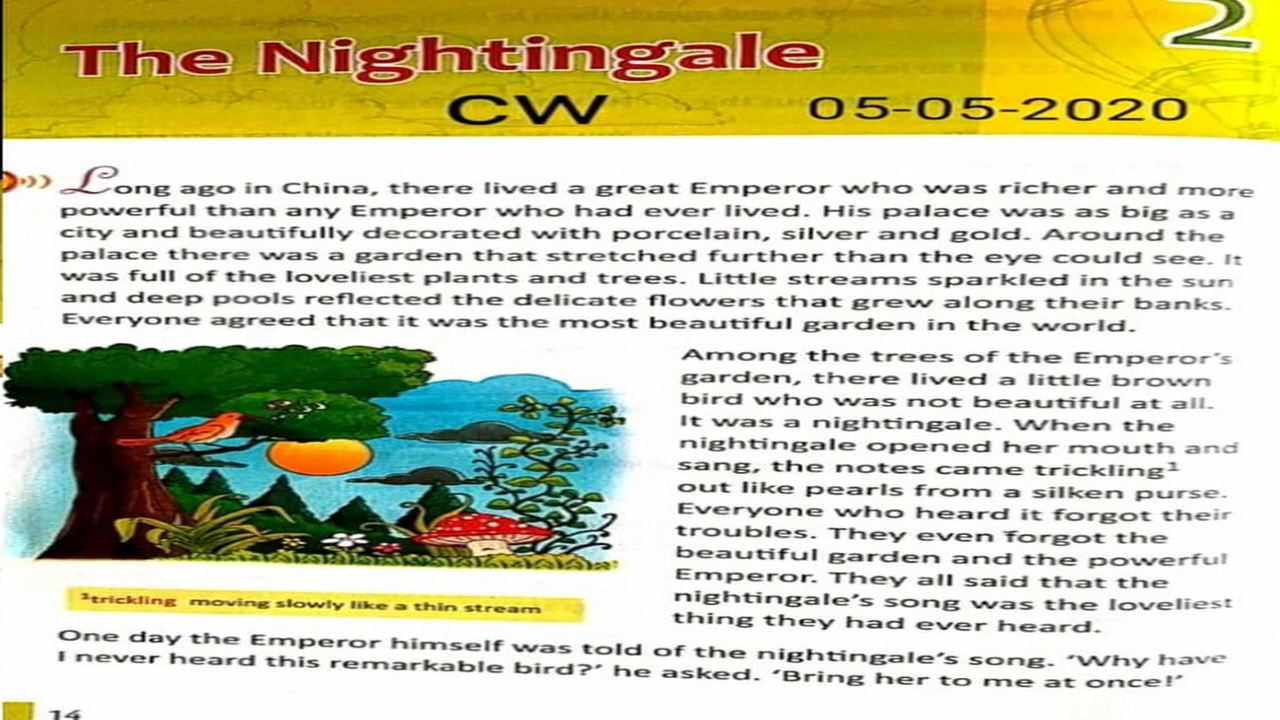 2
The Nightingale
CW 05-05-2020
Long ago in China, there lived a great Emperor who was richer and more
powerful than any Emperor who had ever lived. His palace was as big as a
city and beautifully decorated with porcelain, silver and gold. Around the
palace there was a garden that stretched further than the eye could see. It
was full of the loveliest plants and trees. Little streams sparkled in the sun
and deep pools reflected the delicate flowers that grew along their banks.
Everyone agreed that it was the most beautiful garden in the world.
Among the trees of the Emperor's
garden, there lived a little brown
bird who was not beautiful at all.
It was a nightingale. When the
nightingale opened her mouth and
sang, the notes came trickling¹
out like pearls from a silken purse.
Everyone who heard it forgot their
troubles. They even forgot the
beautiful garden and the powerful
Emperor. They all said that the
nightingale's song was the loveliest
thing they had ever heard.
¹trickling moving slowly like a thin stream
One day the Emperor himself was told of the nightingale's song. 'Why have
I never heard this remarkable bird?' he asked. 'Bring her to me at once!'
14